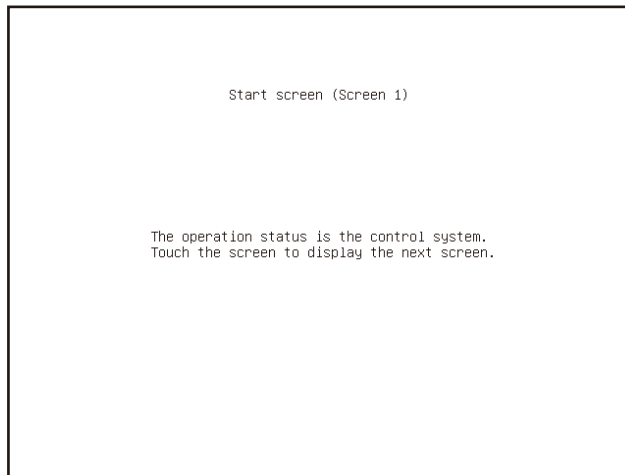 Start screen (Screen 1)
The operation status is the control system.
Touch the screen to display the next screen.